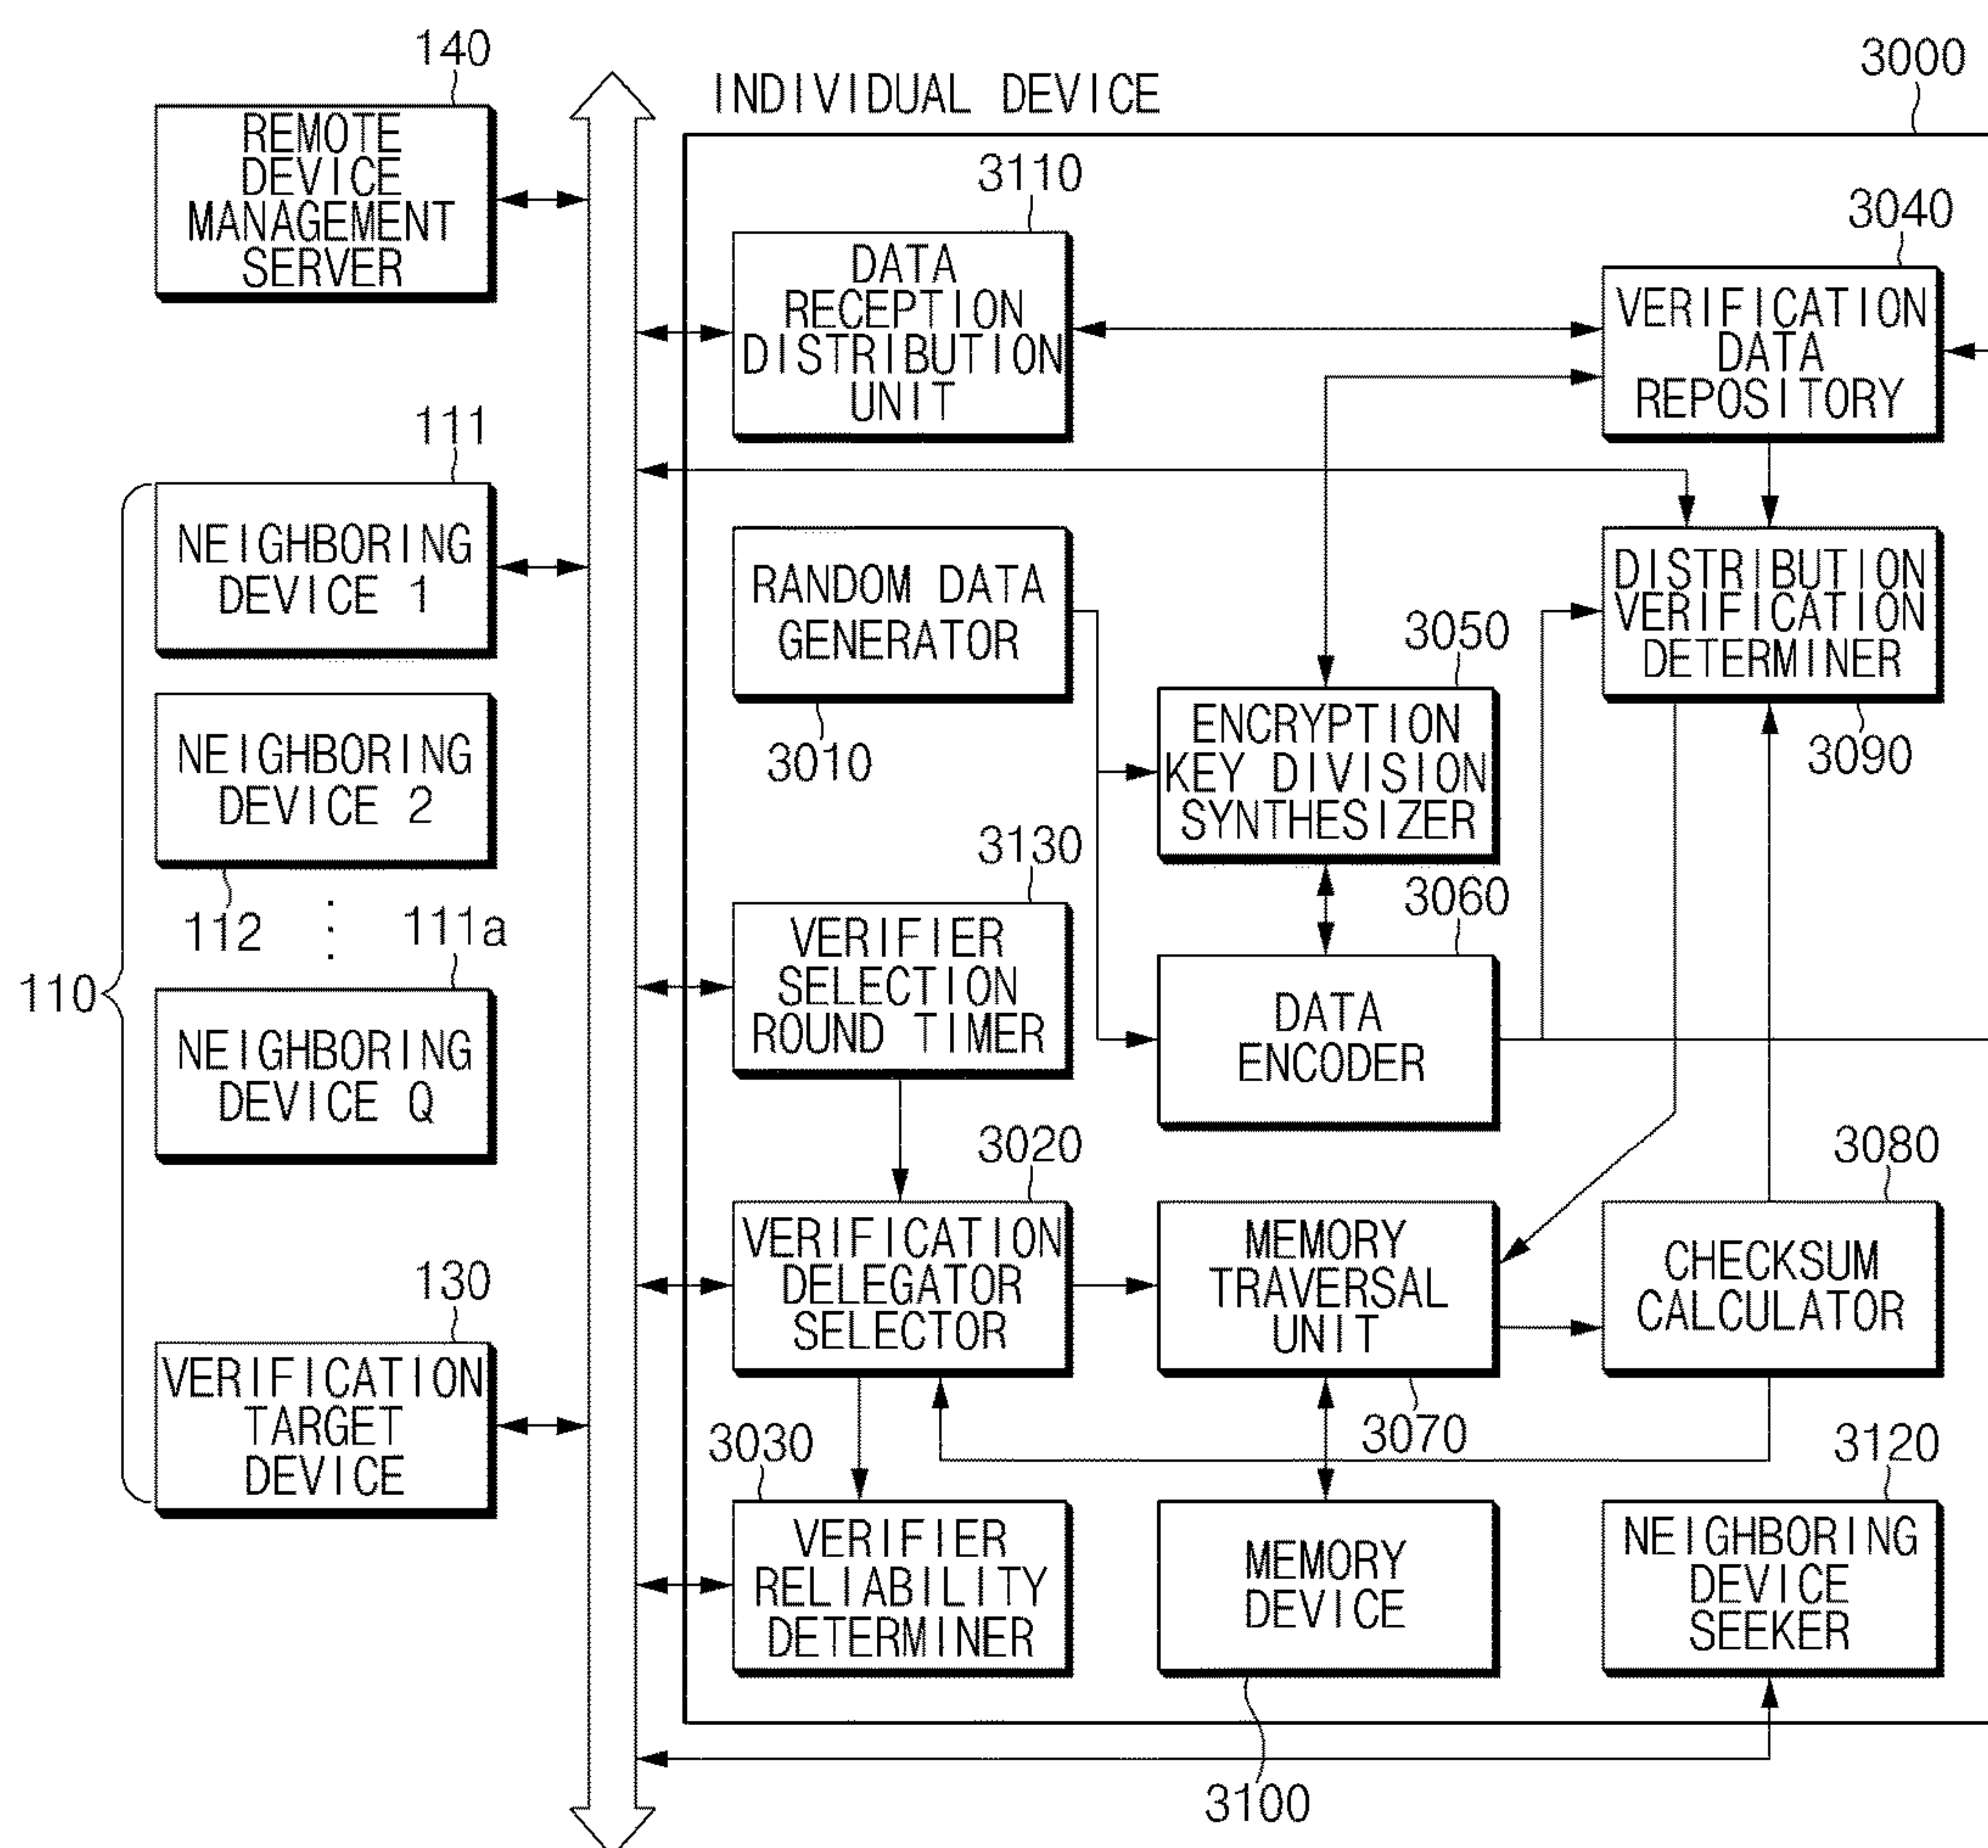 140
REMOTE
DEVICE
MANAGEMENT
SERVER
111
NEIGHBORING
DEVICE 1
NEIGHBORING
DEVICE 2
112
111a
110
NEIGHBORING
DEVICE Q
130
VERIFICATION
TARGET
DEVICE
INDIVIDUAL DEVICE
3000
3110
DATA
RECEPTION
DISTRIBUTION
UNIT
3040
VERIFICATION
DATA
REPOSITORY
RANDOM DATA
GENERATOR
3010
3050
ENCRYPTION
KEY DIVISION
SYNTHESIZER
DISTRIBUTION
VERIFICATION
DETERMINER
3090
3130
VERIFIER
SELECTION
ROUND TIMER
3060
DATA
ENCODER
3020
VERIFICATION
DELEGATOR
SELECTOR
MEMORY
TRAVERSAL
UNIT
3070
3080
CHECKSUM
CALCULATOR
3030
VERIFIER
RELIABILITY
DETERMINER
MEMORY
DEVICE
3100
3120
NEIGHBORING
DEVICE
SEEKER